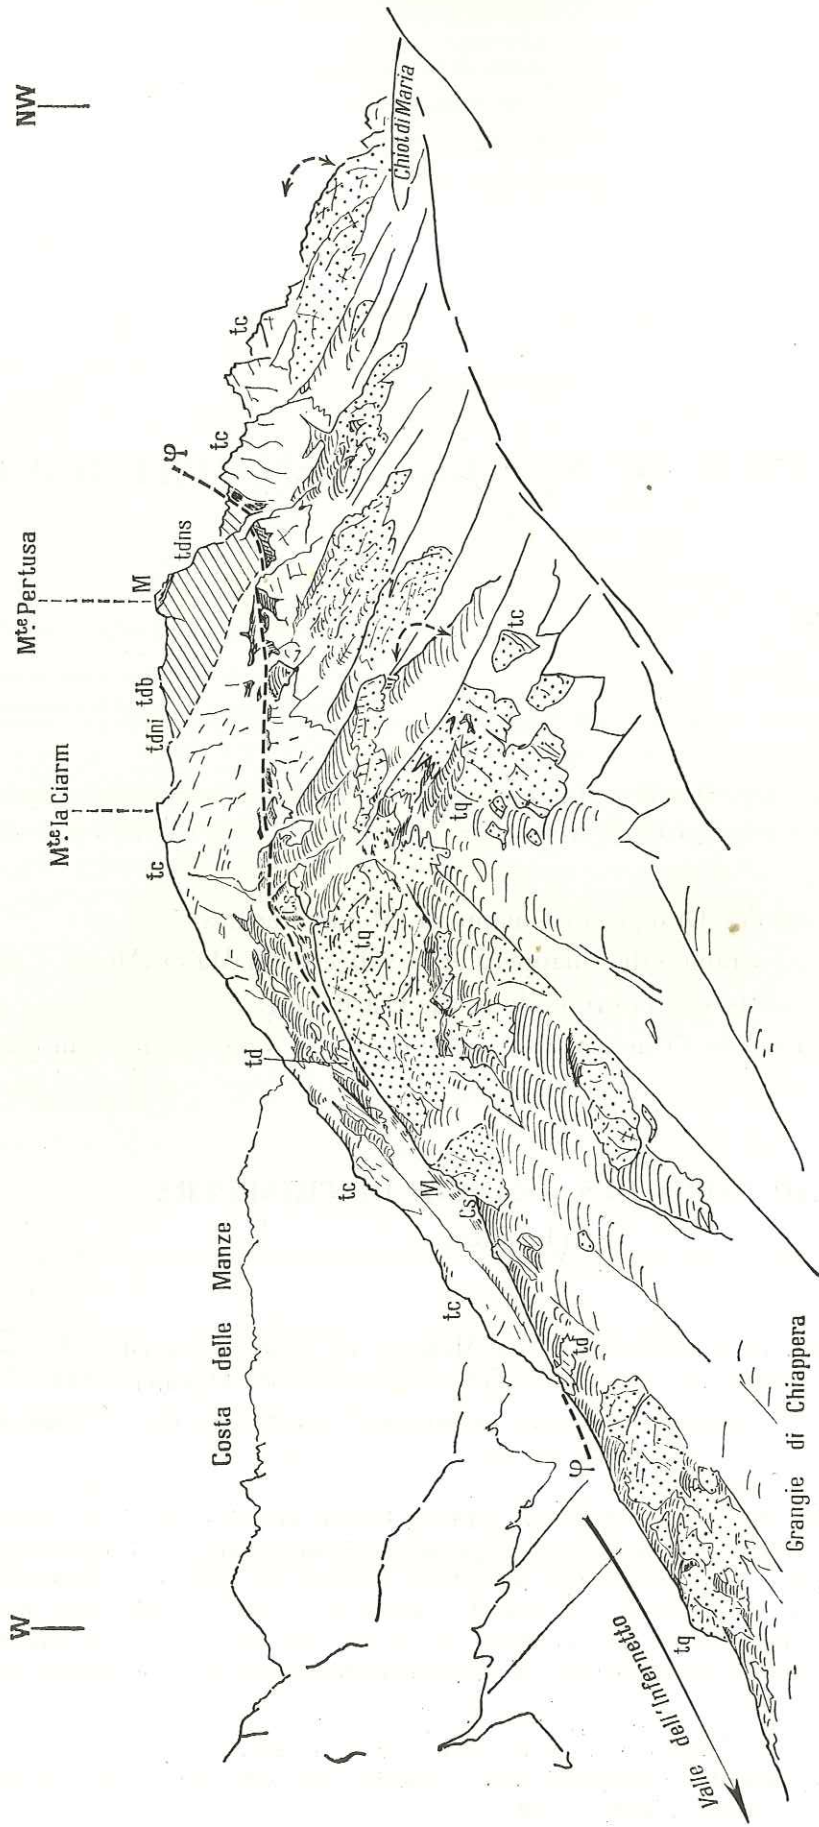 W
NW
Mte Pertusa
Mte la Ciarm
M
tdns
tdb
tdni
φ
tc
tc
tc
Chiot di Maria
Costa delle Manze
td
Cs
tq
tc
tq
tc
M
Cs
tc
td
φ
Valle dell'Infernetto
tq
Grangie di Chiappera